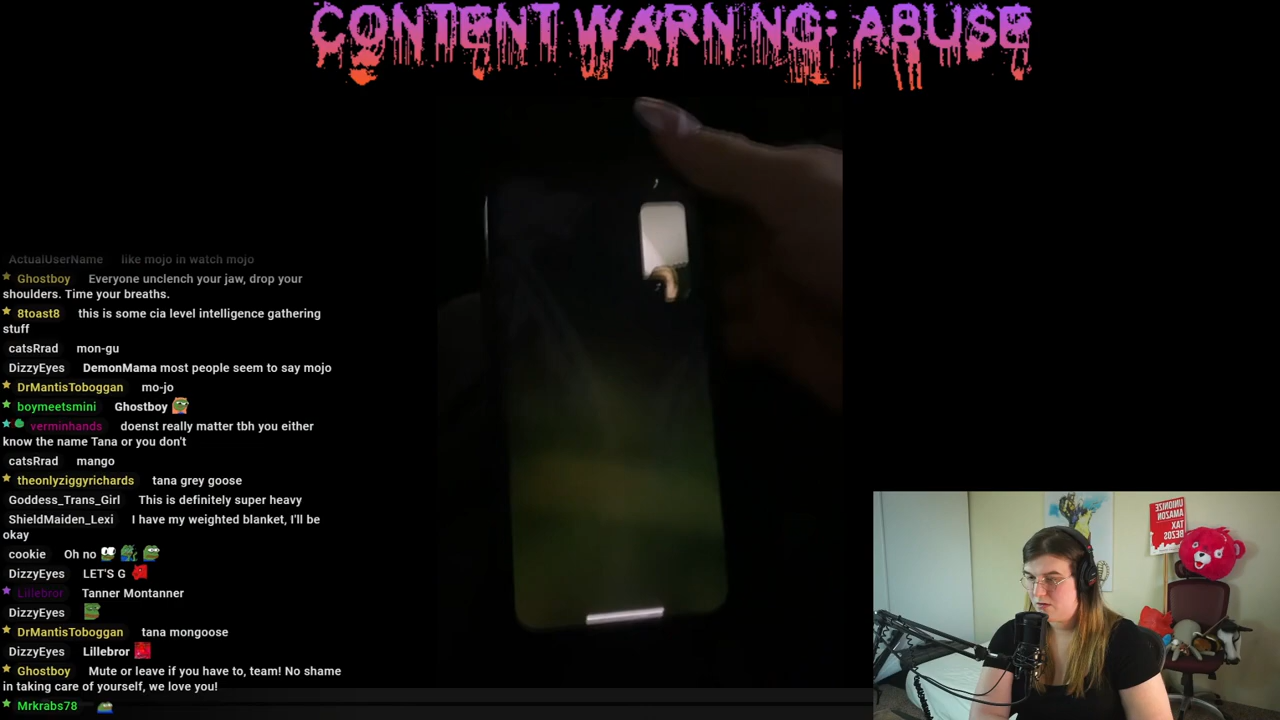 CONTENT WARNING: ABUSE
ActualUserName like mojo in watch mojo
Ghostboy Everyone unclench your jaw, drop your
shoulders. Time your breaths.
8toast8 this is some cia level intelligence gathering
stuff
catsRrad mon-gu
DizzyEyes DemonMama most people seem to say mojo
DrMantisToboggan mo-jo
boymeetsmini Ghostboy
verminhands doenst really matter tbh you either
know the name Tana or you don't
catsRrad mango
theonlyziggyrichards tana grey goose
Goddess_Trans_Girl This is definitely super heavy
ShieldMaiden_Lexi I have my weighted blanket, I'll be
okay
cookie Oh no
DizzyEyes LET'S G
Lillebror Tanner Montanner
DizzyEyes
DrMantisToboggan tana mongoose
DizzyEyes Lillebror
Ghostboy Mute or leave if you have to, team! No shame
in taking care of yourself, we love you!
Mrkrabs78
UNIONIZE
AMAZON
TAX
BEZOS